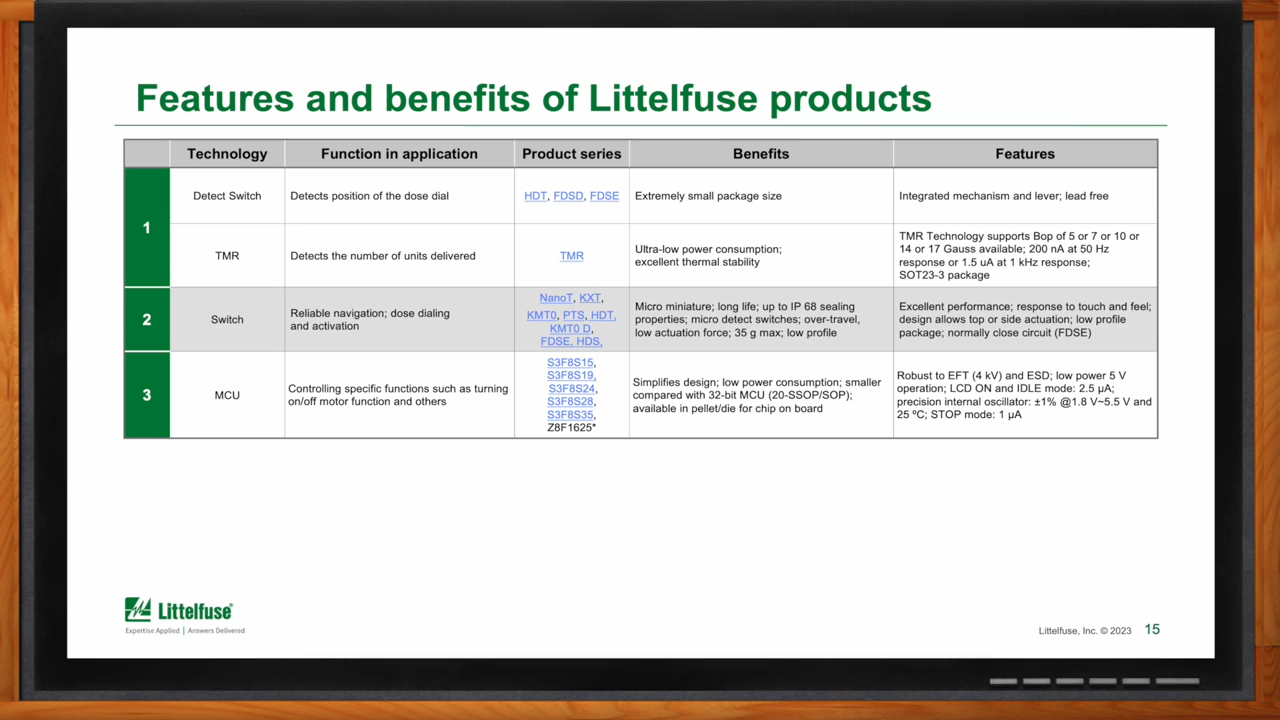 Features and benefits of Littelfuse products
Technology
Function in application
Product series
Benefits
Features
1
Detect Switch
Detects position of the dose dial
HDT, FDSD, FDSE
Extremely small package size
Integrated mechanism and lever; lead free
TMR
Detects the number of units delivered
TMR
Ultra-low power consumption;
excellent thermal stability
TMR Technology supports Bop of 5 or 7 or 10 or
14 or 17 Gauss available; 200 nA at 50 Hz
response or 1.5 uA at 1 kHz response;
SOT23-3 package
2
Switch
Reliable navigation; dose dialing
and activation
NanoT, KXT,
KMT0, PTS, HDT,
KMT0 D,
FDSE, HDS,
Micro miniature; long life; up to IP 68 sealing
properties; micro detect switches; over-travel,
low actuation force; 35 g max; low profile
Excellent performance; response to touch and feel;
design allows top or side actuation; low profile
package; normally close circuit (FDSE)
3
MCU
Controlling specific functions such as turning
on/off motor function and others
S3F8S15,
S3F8S19,
S3F8S24,
S3F8S28,
S3F8S35,
Z8F1625*
Simplifies design; low power consumption; smaller
compared with 32-bit MCU (20-SSOP/SOP);
available in pellet/die for chip on board
Robust to EFT (4 kV) and ESD; low power 5 V
operation; LCD ON and IDLE mode: 2.5 µA;
precision internal oscillator: ±1% @1.8 V~5.5 V and
25 ºC; STOP mode: 1 µA
Littelfuse®
Expertise Applied | Answers Delivered
Littelfuse, Inc. © 2023
15